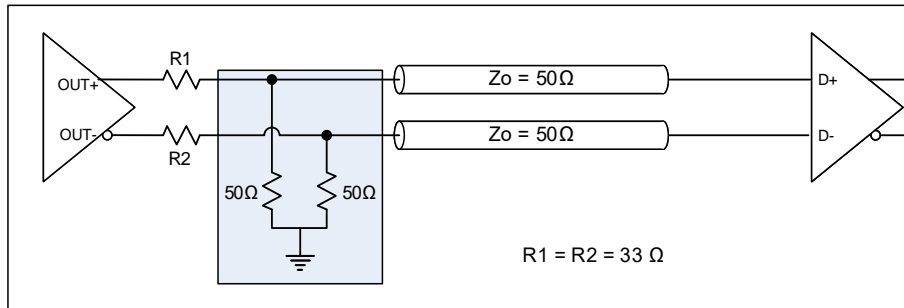 R1
OUT+
Zo = 50Ω
D+
OUT-
Zo = 50Ω
D-
R2
50Ω
50Ω
R1 = R2 = 33 Ω